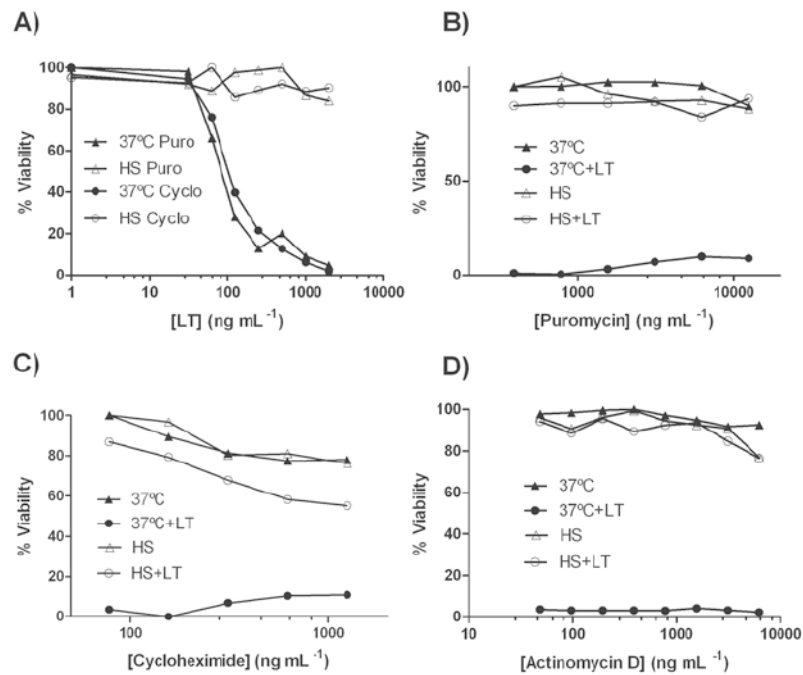 A)
% Viability
100
80
60
40
20
0
37ºC Puro
HS Puro
37ºC Cyclo
HS Cyclo
1 10 100 1000 10000
[LT] (ng mL -1)
B)
% Viability
100
50
0
37ºC
37ºC+LT
HS
HS+LT
1000 10000
[Puromycin] (ng mL -1)
C)
% Viability
100
80
60
40
20
0
37ºC
37ºC+LT
HS
HS+LT
100 1000
[Cycloheximide] (ng mL -1)
D)
% Viability
100
80
60
40
20
0
37ºC
37ºC+LT
HS
HS+LT
10 100 1000 10000
[Actinomycin D] (ng mL -1)